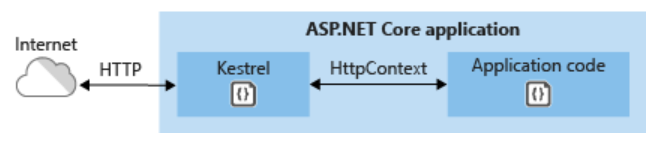 ASP.NET Core application
Internet
HTTP
Kestrel
{}
HttpContext
Application code
{}